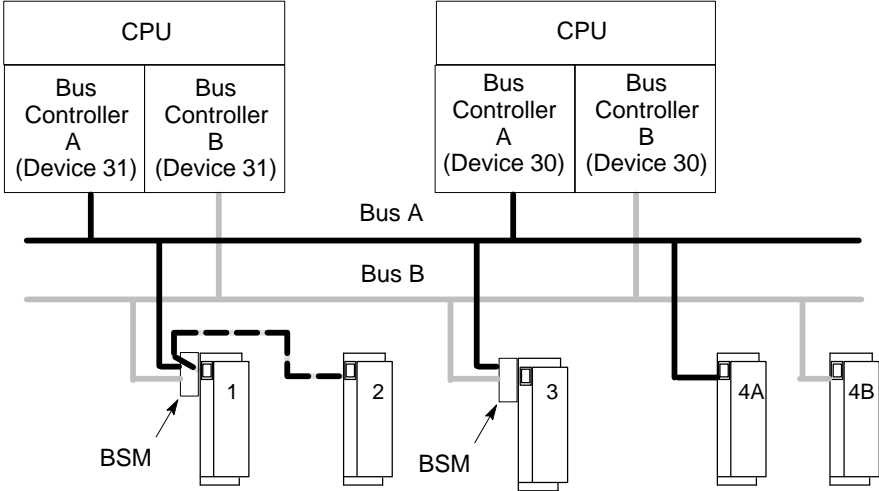 CPU
CPU
Bus
Controller
A
(Device 31)
Bus
Controller
B
(Device 31)
Bus
Controller
A
(Device 30)
Bus
Controller
B
(Device 30)
Bus A
Bus B
1
2
3
4A
4B
BSM
BSM